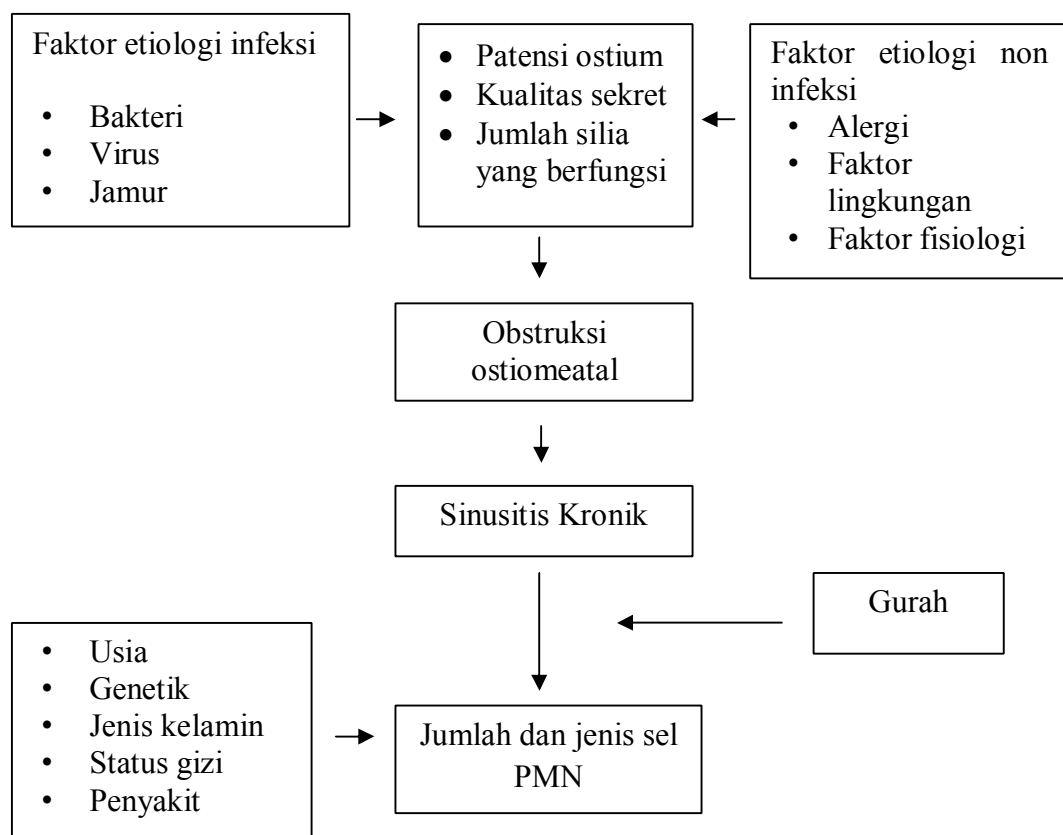 Faktor etiologi infeksi
• Bakteri
• Virus
• Jamur
• Patensi ostium
• Kualitas sekret
• Jumlah silia
yang berfungsi
Faktor etiologi non
infeksi
• Alergi
• Faktor
lingkungan
• Faktor fisiologi
Obstruksi
ostiomeatal
Sinusitis Kronik
Gurah
• Usia
• Genetik
• Jenis kelamin
• Status gizi
• Penyakit
Jumlah dan jenis sel
PMN